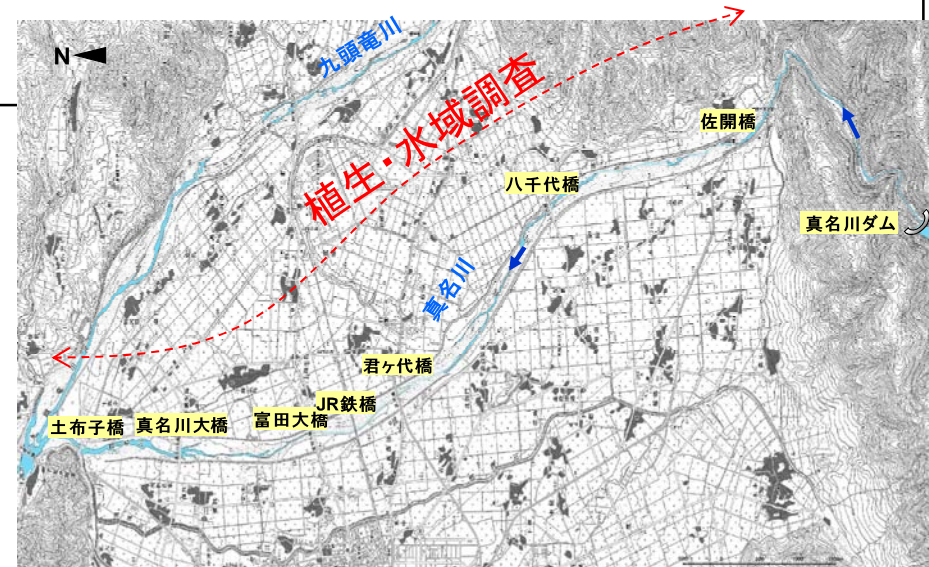 N
九頭竜川
植生・水域調査
佐開橋
八千代橋
真名川ダム
真名川
君ヶ代橋
JR鉄橋
富田大橋
真名川大橋
土布子橋